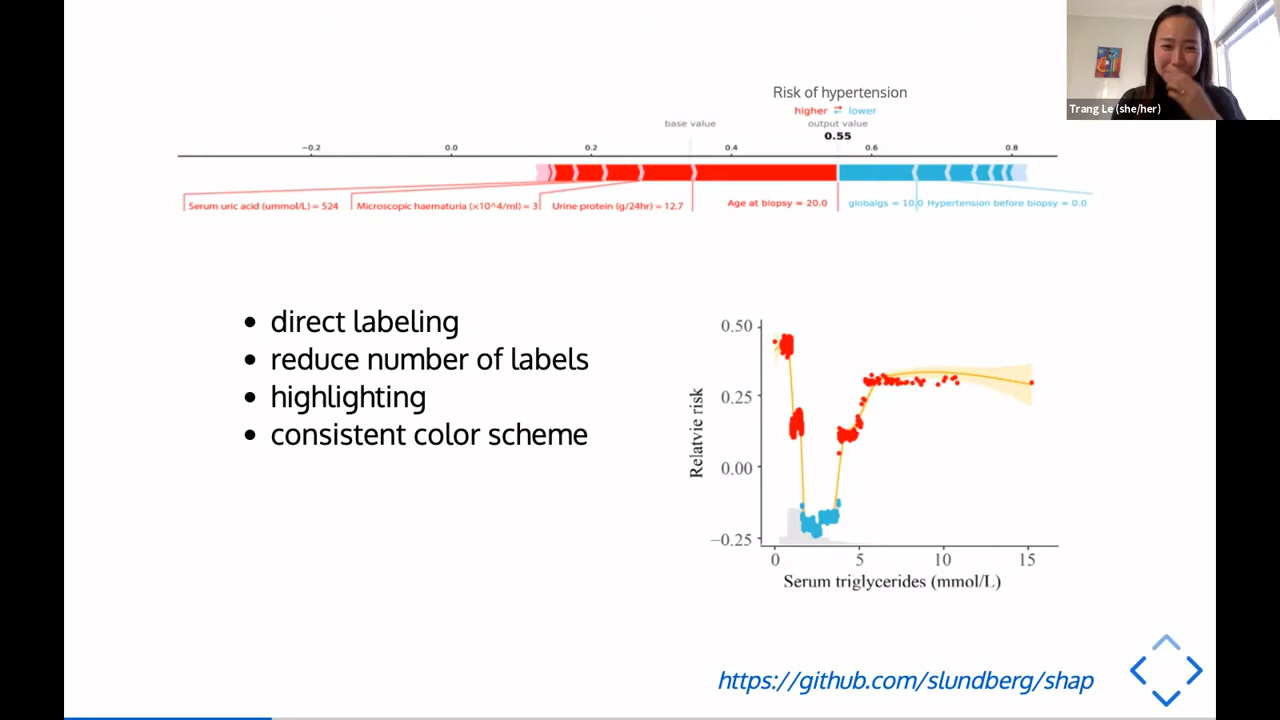 Trang Le (she/her)
Risk of hypertension
higher ⇄ lower
base value
output value
0.55
−0.2 0.0 0.2 0.4 0.6 0.8
Serum uric acid (ummol/L) = 524 Microscopic haematuria (×10^4/ml) = 3 Urine protein (g/24hr) = 12.7 Age at biopsy = 20.0 globalgs = 10.0 Hypertension before biopsy = 0.0
• direct labeling
• reduce number of labels
• highlighting
• consistent color scheme
Relatvie risk
0.50
0.25
0.00
−0.25
0 5 10 15
Serum triglycerides (mmol/L)
https://github.com/slundberg/shap